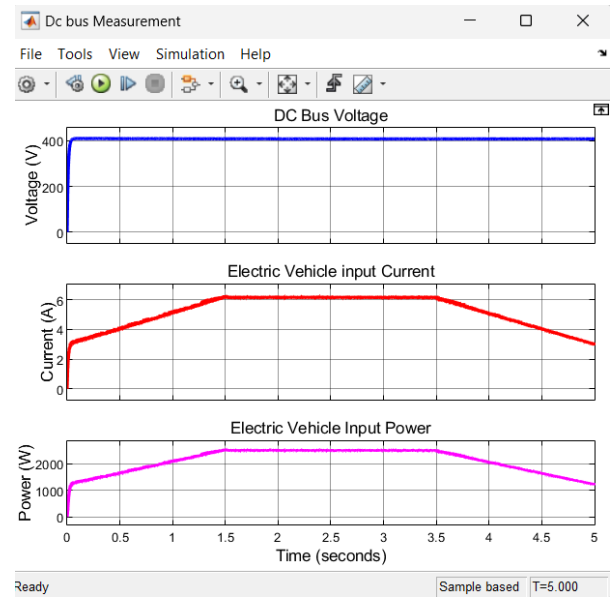 Dc bus Measurement
File Tools View Simulation Help
DC Bus Voltage
Voltage (V)
400
200
0
Electric Vehicle input Current
Current (A)
6
4
2
0
Electric Vehicle Input Power
Power (W)
2000
1000
0
0 0.5 1 1.5 2 2.5 3 3.5 4 4.5 5
Time (seconds)
Ready Sample based T=5.000